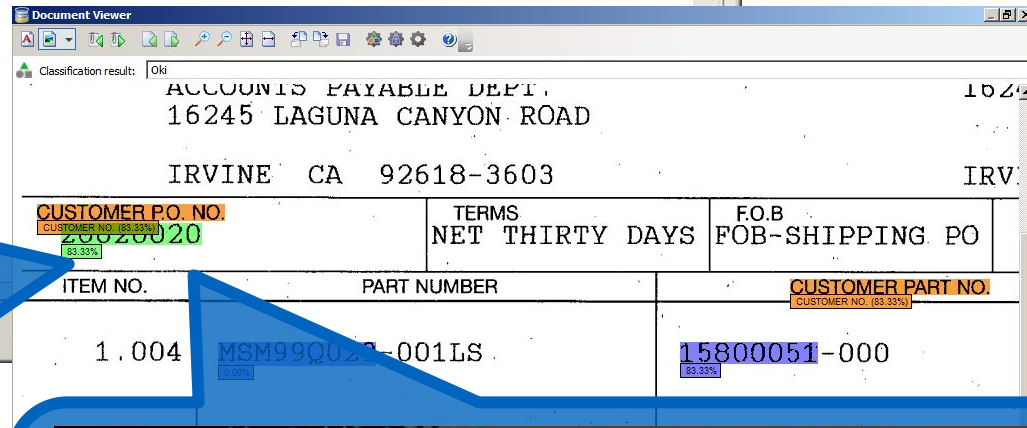 Document Viewer
Classification result: Oki
ACCOUNTS PAYABLE DEPT.
16245 LAGUNA CANYON ROAD 
IRVINE CA 92618-3603 IRV
CUSTOMER P.O. NO. TERMS F.O.B
CUSTOMER NO. (83.33%)
20020020 NET THIRTY DAYS FOB-SHIPPING PO
83.33%
ITEM NO. PART NUMBER CUSTOMER PART NO.
CUSTOMER NO. (83.33%)
1.004 MSM99Q022-001LS 15800051-000
0.00% 83.33%